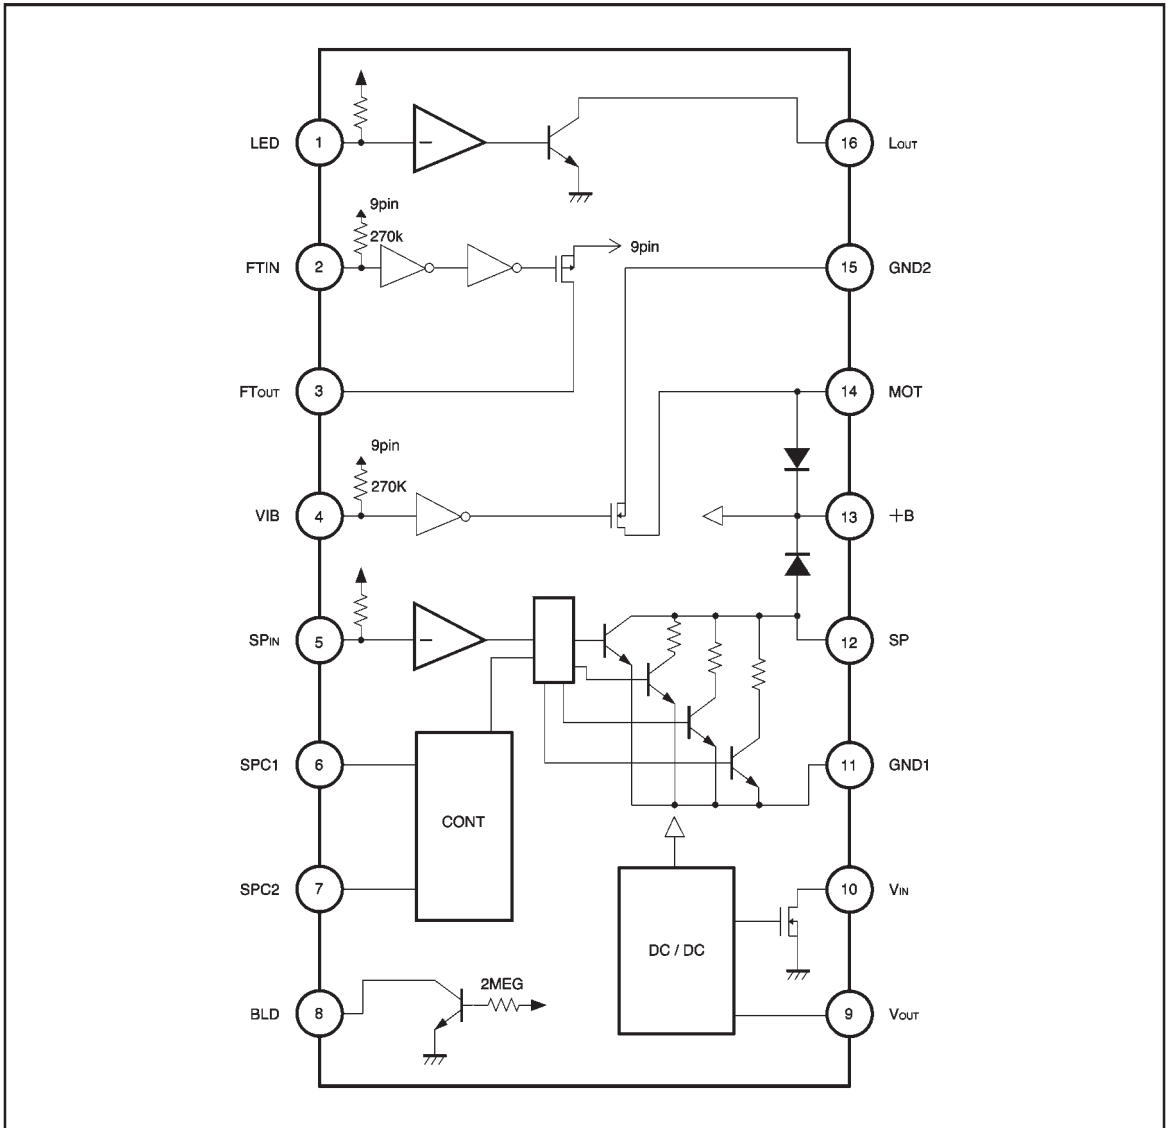 LED 1 16 LOUT
9pin
270k
9pin
FTIN 2 15 GND2
FTOUT 3 14 MOT
9pin
270K
VIB 4 13 +B
SPIN 5 12 SP
SPC1 6 11 GND1
CONT
SPC2 7 10 VIN
DC / DC
2MEG
BLD 8 9 VOUT